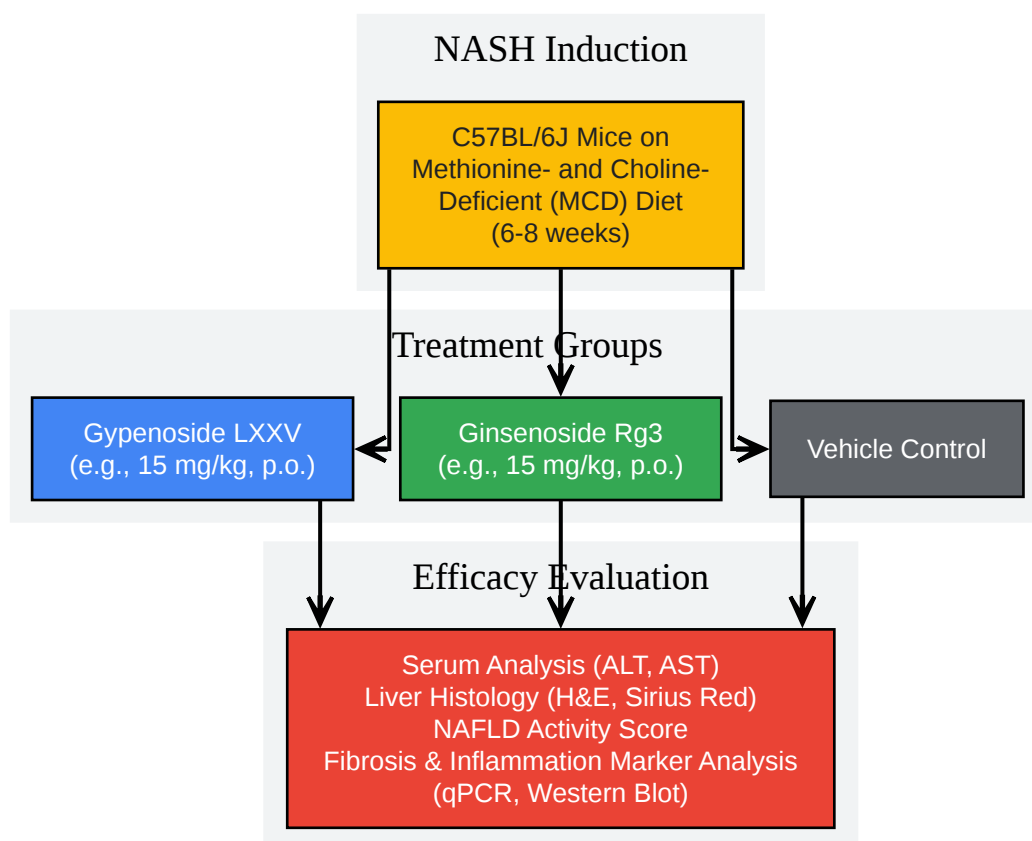 NASH Induction
C57BL/6J Mice on
Methionine- and Choline-
Deficient (MCD) Diet
(6-8 weeks)
Treatment Groups
Gypenoside LXXV
(e.g., 15 mg/kg, p.o.)
Ginsenoside Rg3
(e.g., 15 mg/kg, p.o.)
Vehicle Control
Efficacy Evaluation
Serum Analysis (ALT, AST)
Liver Histology (H&E, Sirius Red)
NAFLD Activity Score
Fibrosis & Inflammation Marker Analysis
(qPCR, Western Blot)